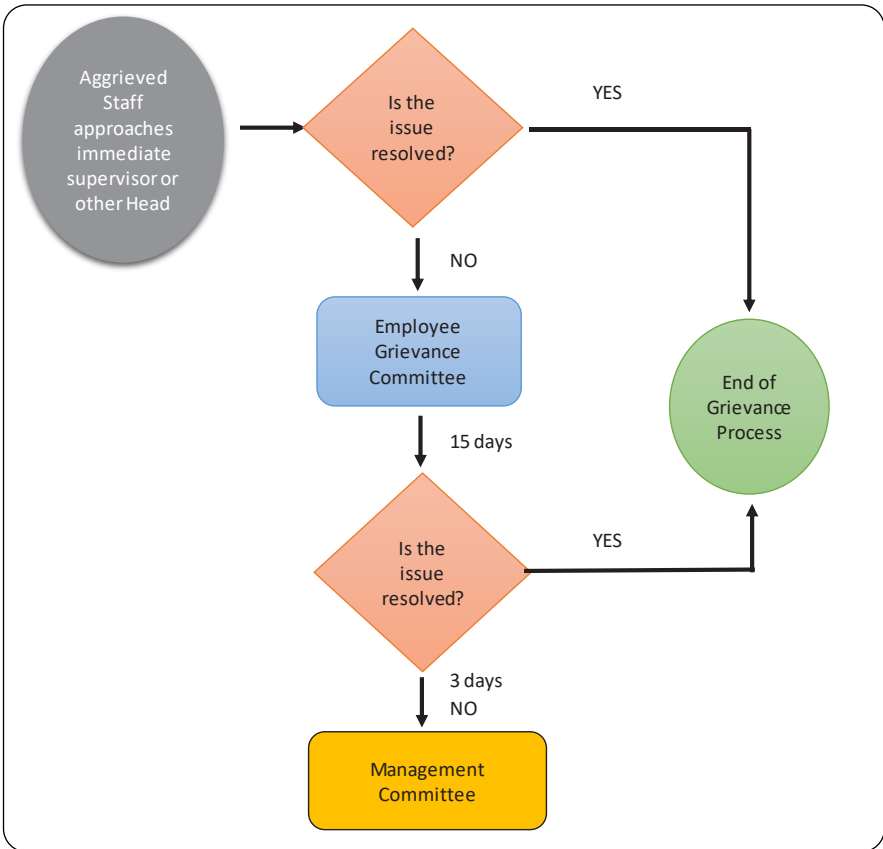 Aggrieved
Staff
approaches
immediate
supervisor or
other Head
Is the
issue
resolved?
YES
NO
Employee
Grievance
Committee
End of
Grievance
Process
15 days
Is the
issue
resolved?
YES
3 days
NO
Management
Committee